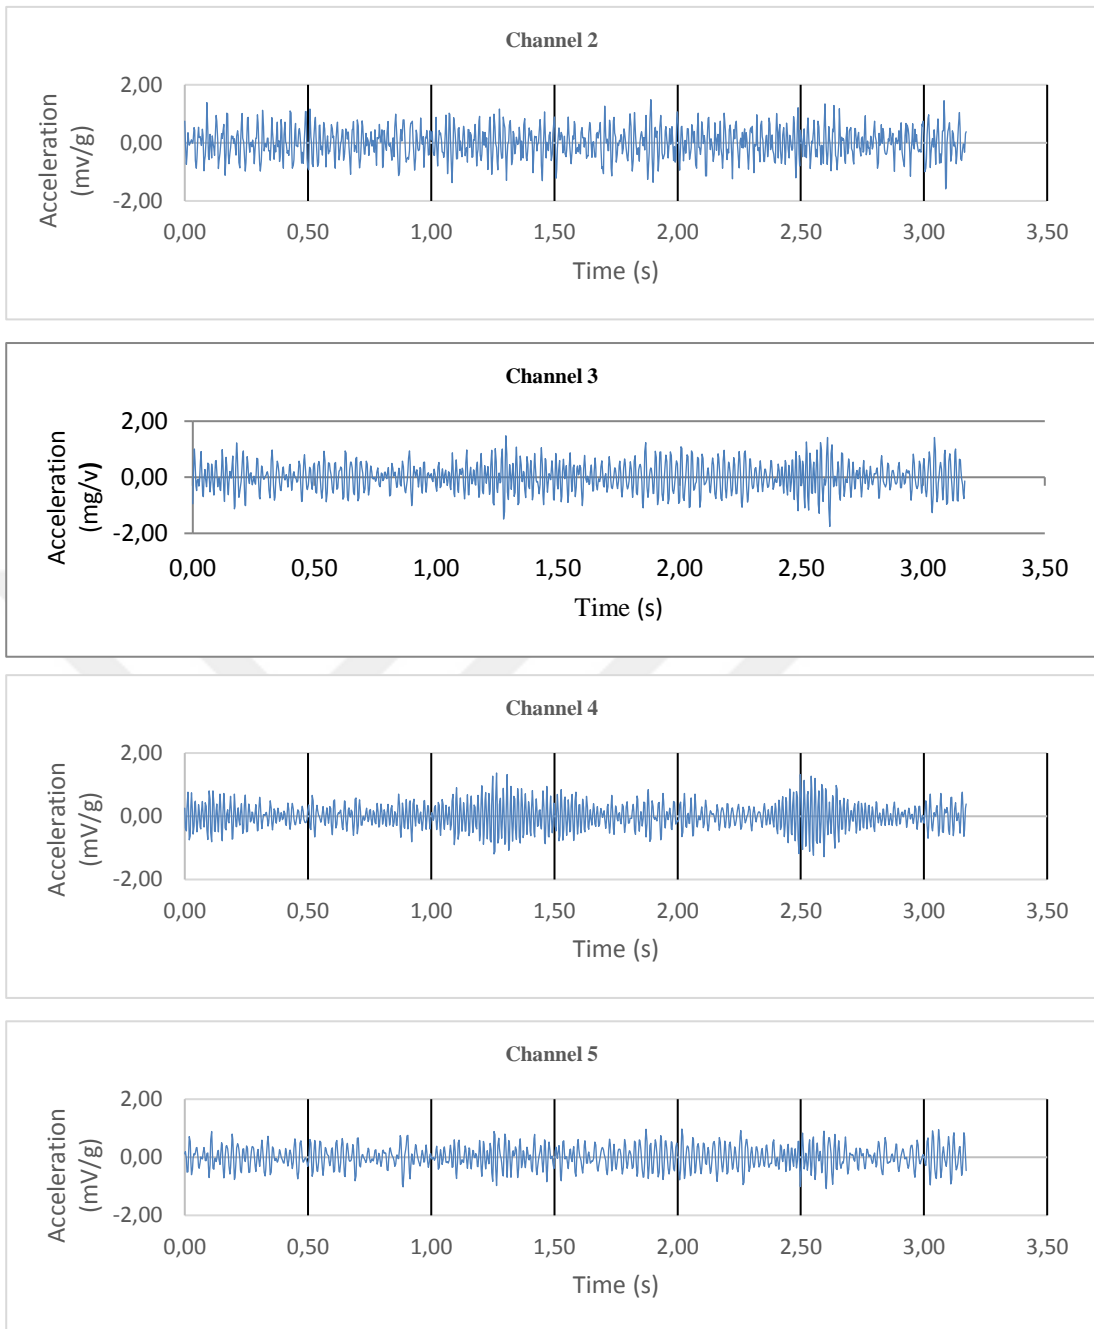 Channel 2
Acceleration
(mv/g)
2,00
0,00
-2,00
0,00 0,50 1,00 1,50 2,00 2,50 3,00 3,50
Time (s)
Channel 3
Acceleration
(mg/v)
2,00
0,00
-2,00
0,00 0,50 1,00 1,50 2,00 2,50 3,00 3,50
Time (s)
Channel 4
Acceleration
(mV/g)
2,00
0,00
-2,00
0,00 0,50 1,00 1,50 2,00 2,50 3,00 3,50
Time (s)
Channel 5
Acceleration
(mV/g)
2,00
0,00
-2,00
0,00 0,50 1,00 1,50 2,00 2,50 3,00 3,50
Time (s)